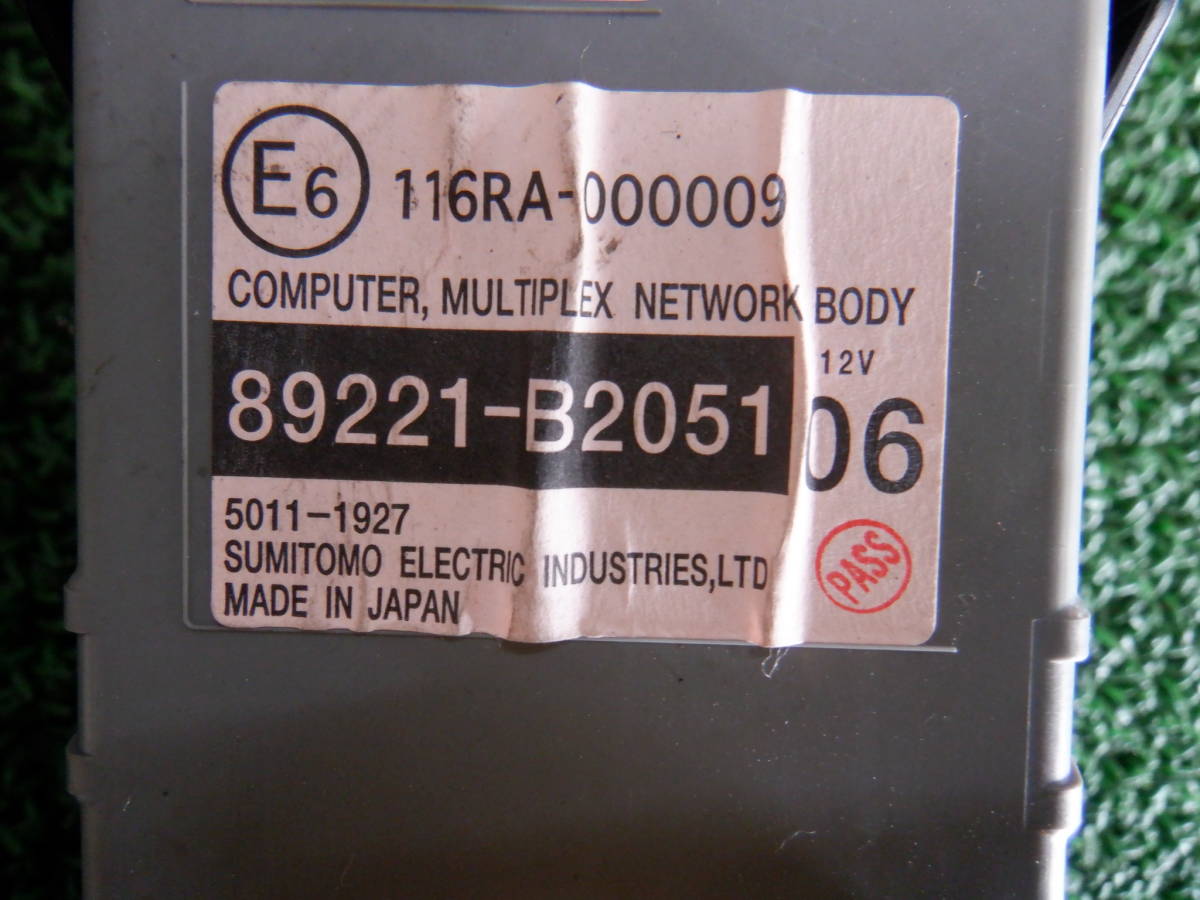 E6 116RA-000009
COMPUTER, MULTIPLEX NETWORK BODY
12V
89221-B2051 06
5011-1927
SUMITOMO ELECTRIC INDUSTRIES,LTD
MADE IN JAPAN
PASS